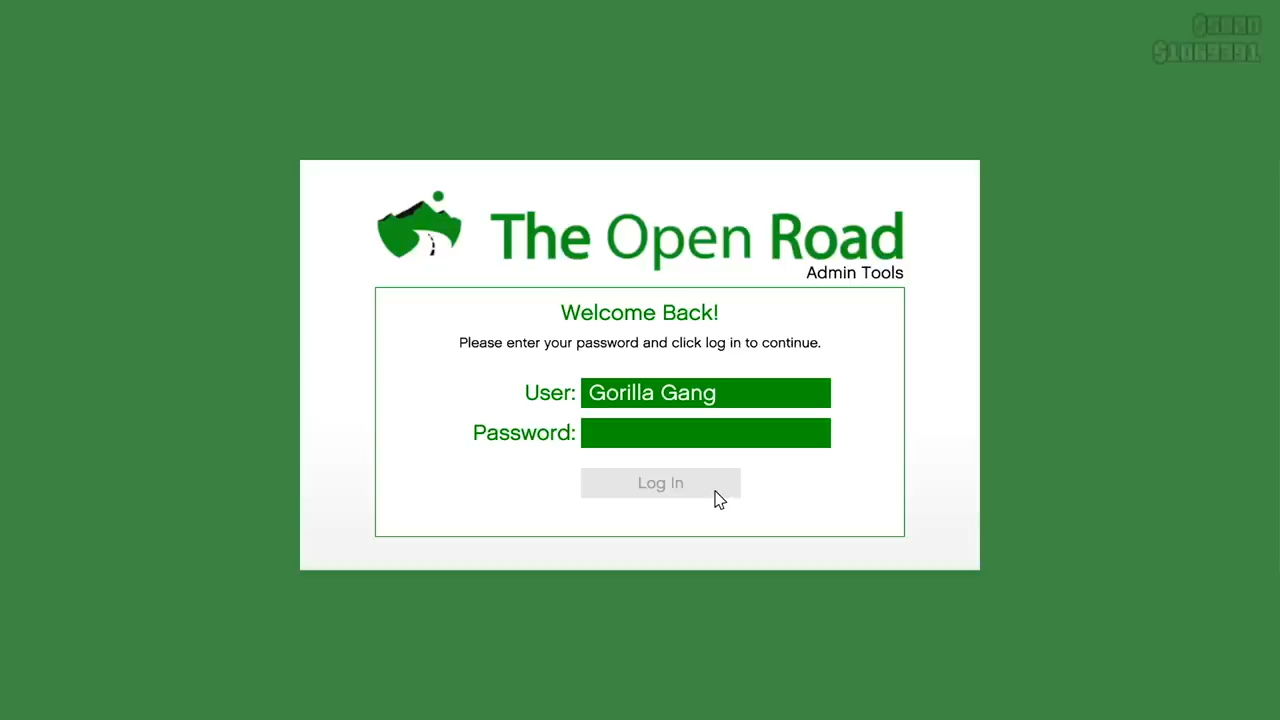 The Open Road
Admin Tools
Welcome Back!
Please enter your password and click log in to continue.
User: Gorilla Gang
Password:
Log In